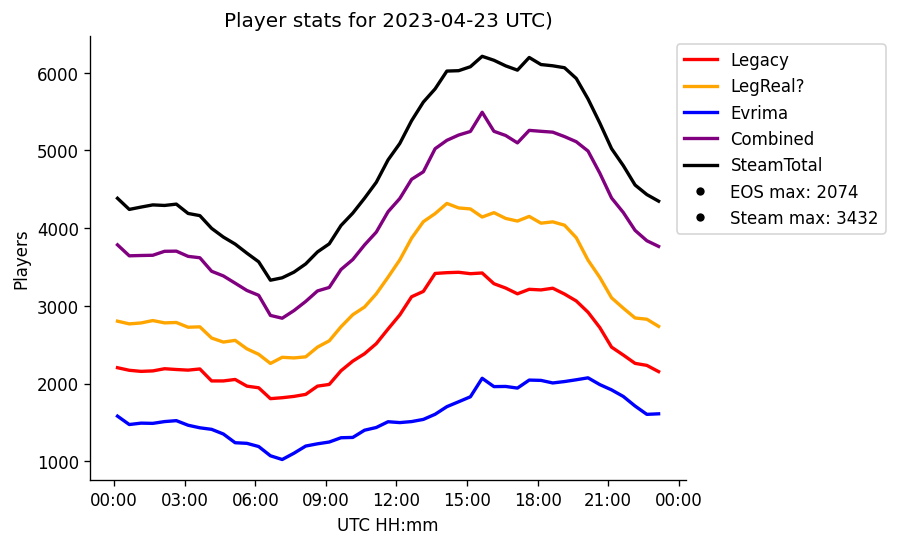 Player stats for 2023-04-23 UTC)
Players
6000
5000
4000
3000
2000
1000
00:00 03:00 06:00 09:00 12:00 15:00 18:00 21:00 00:00
UTC HH:mm
Legacy
LegReal?
Evrima
Combined
SteamTotal
EOS max: 2074
Steam max: 3432